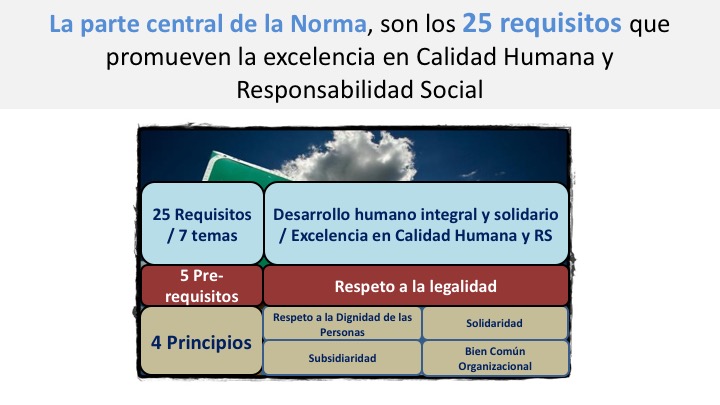 La parte central de la Norma, son los 25 requisitos que
promueven la excelencia en Calidad Humana y
Responsabilidad Social
25 Requisitos
/ 7 temas
Desarrollo humano integral y solidario
/ Excelencia en Calidad Humana y RS
5 Pre-
requisitos
Respeto a la legalidad
4 Principios
Respeto a la Dignidad de las
Personas
Solidaridad
Subsidiaridad
Bien Común
Organizacional